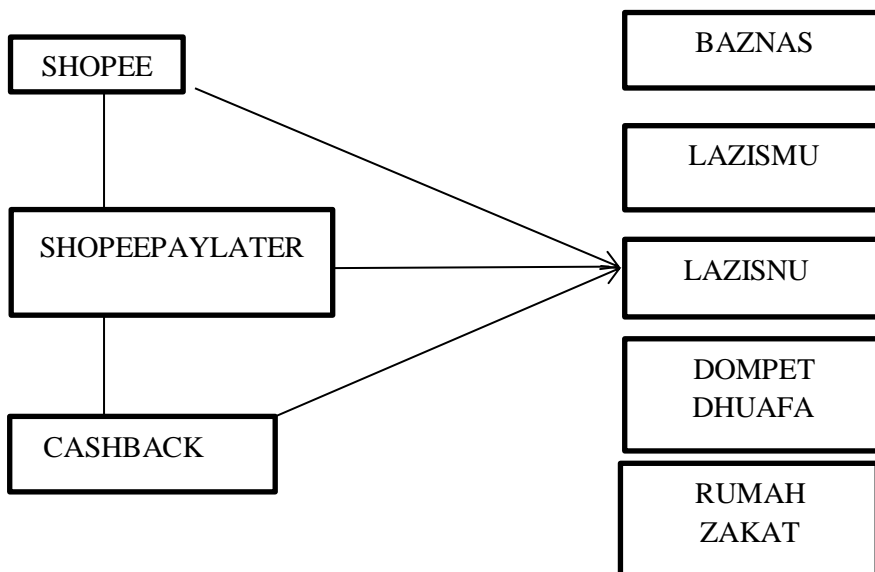 SHOPEE
SHOPEEPAYLATER
CASHBACK
BAZNAS
LAZISMU
LAZISNU
DOMPET
DHUAFA
RUMAH
ZAKAT